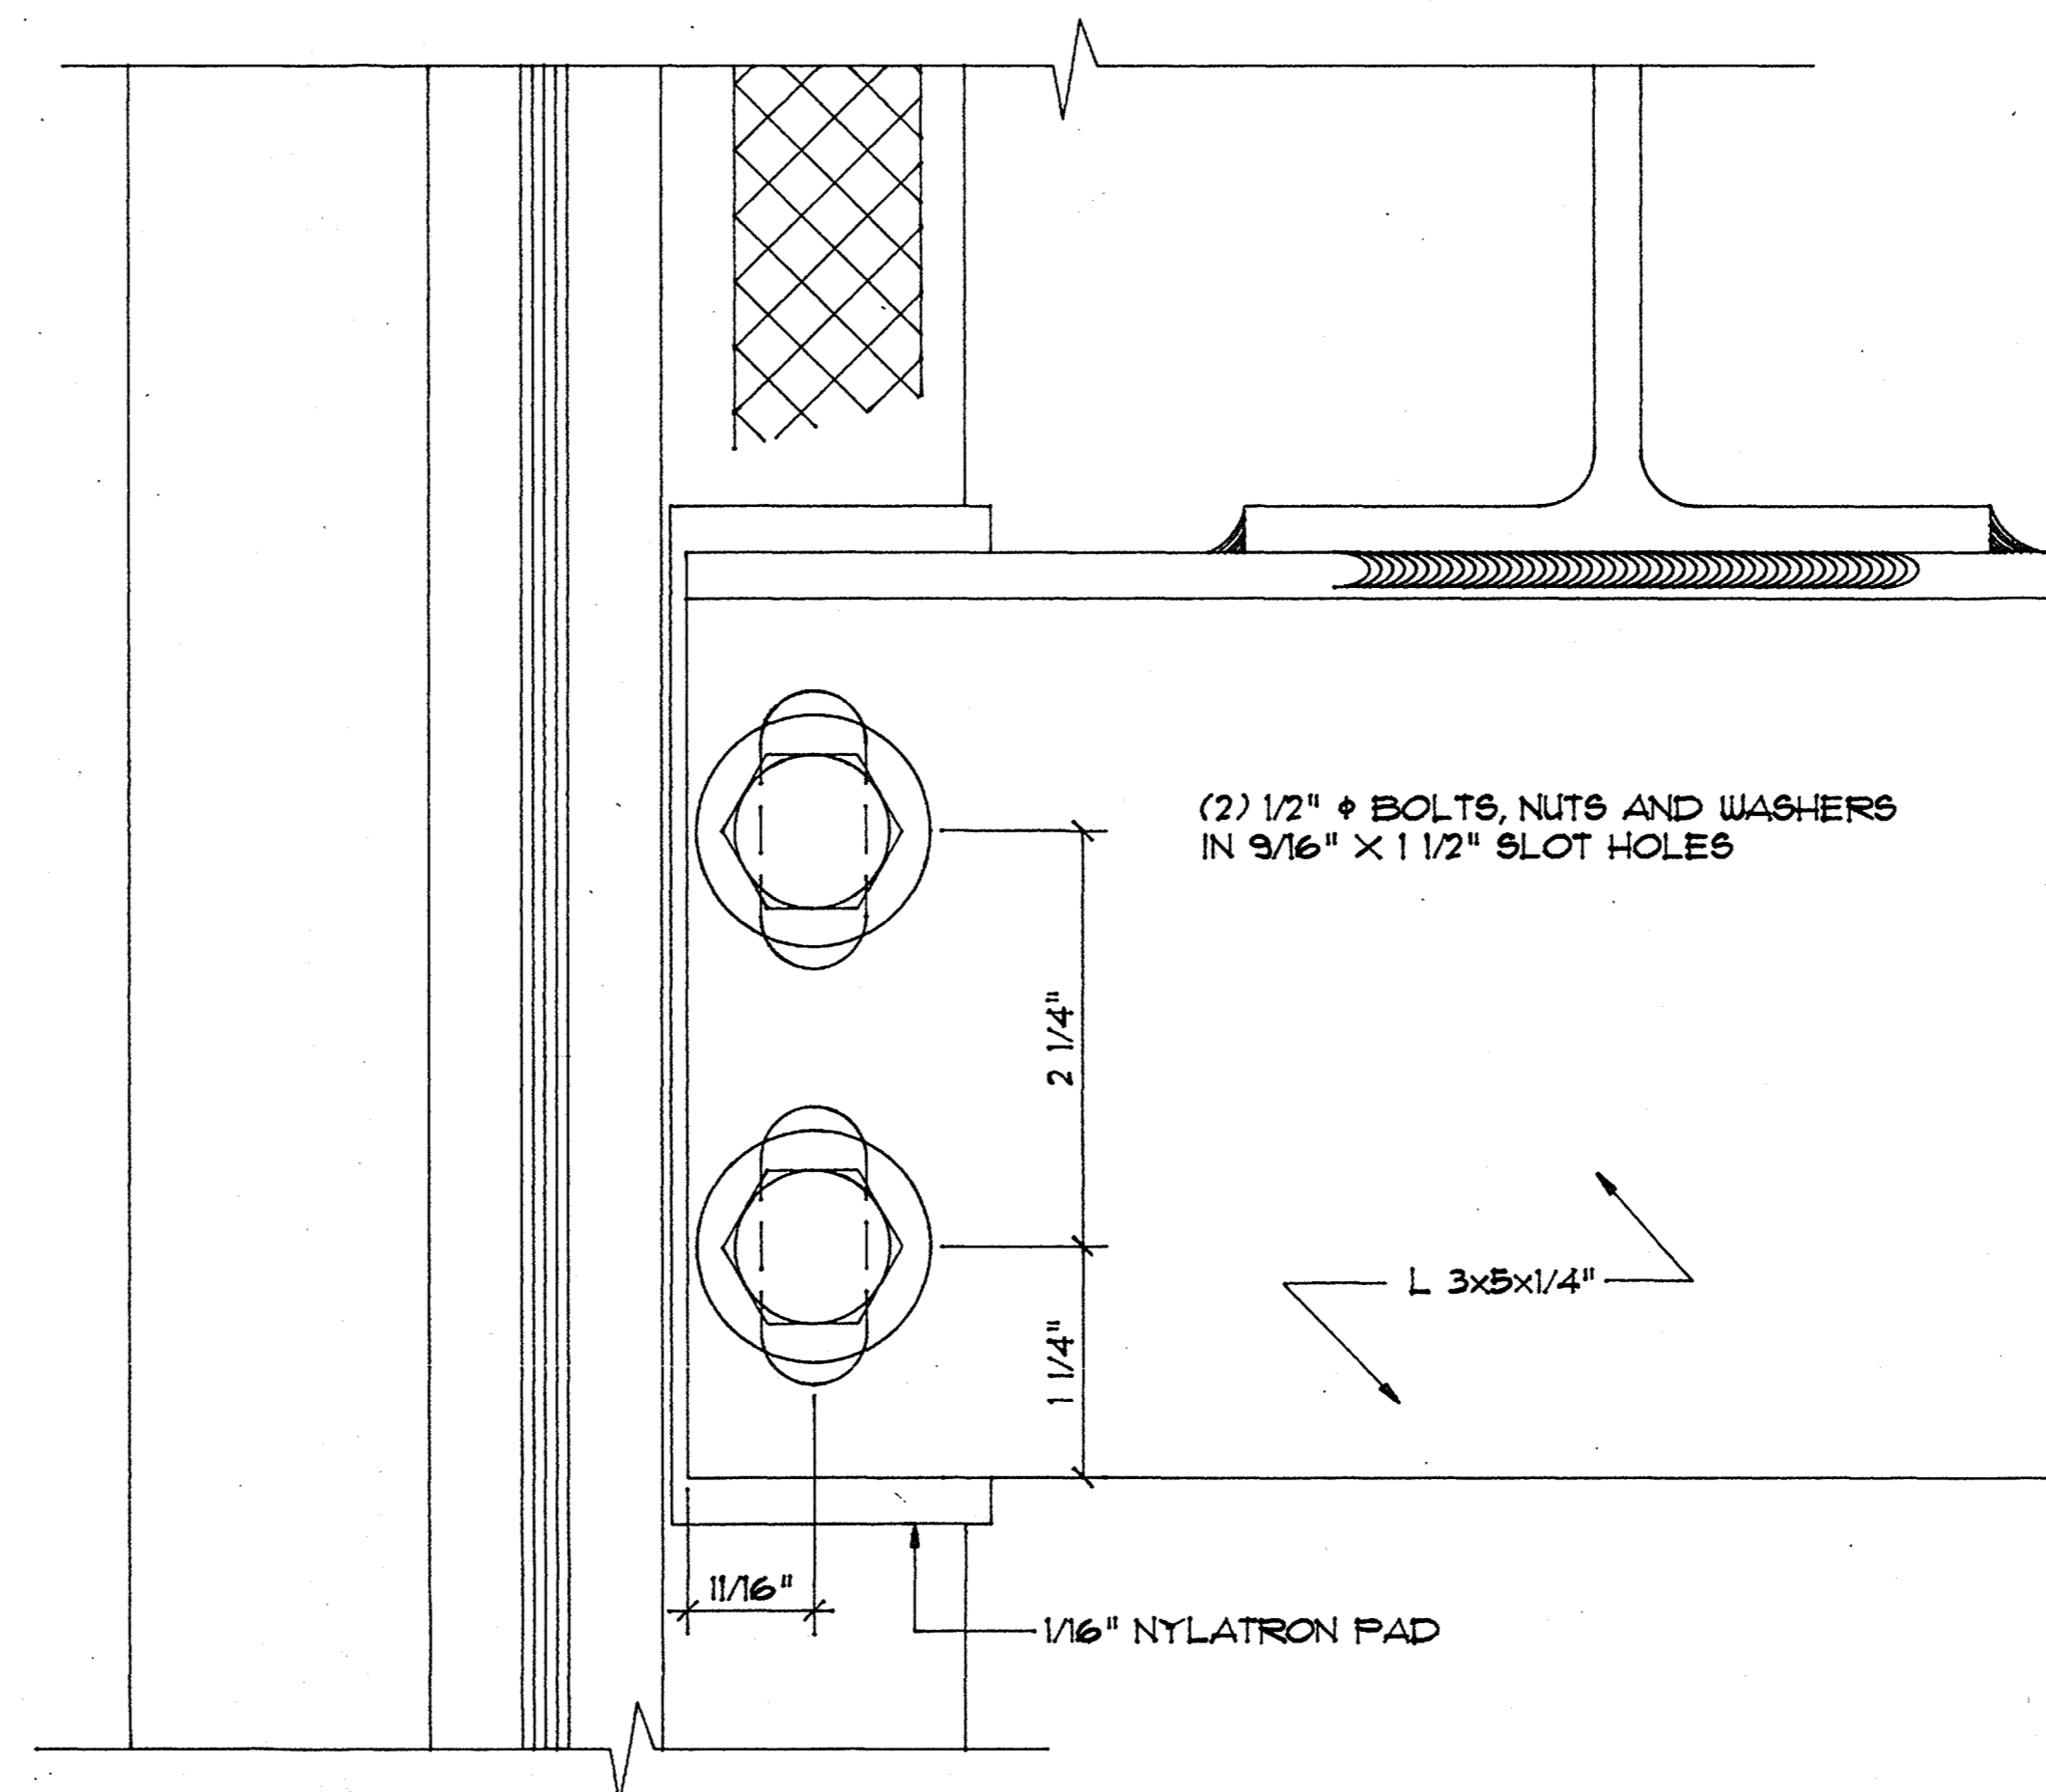 (2) 1/2" ϕ BOLTS, NUTS AND WASHERS
IN 9/16" X 1 1/2" SLOT HOLES
2 1/4"
L 3x5x1/4"
1 1/4"
11/16"
1/16" NYLATRON PAD